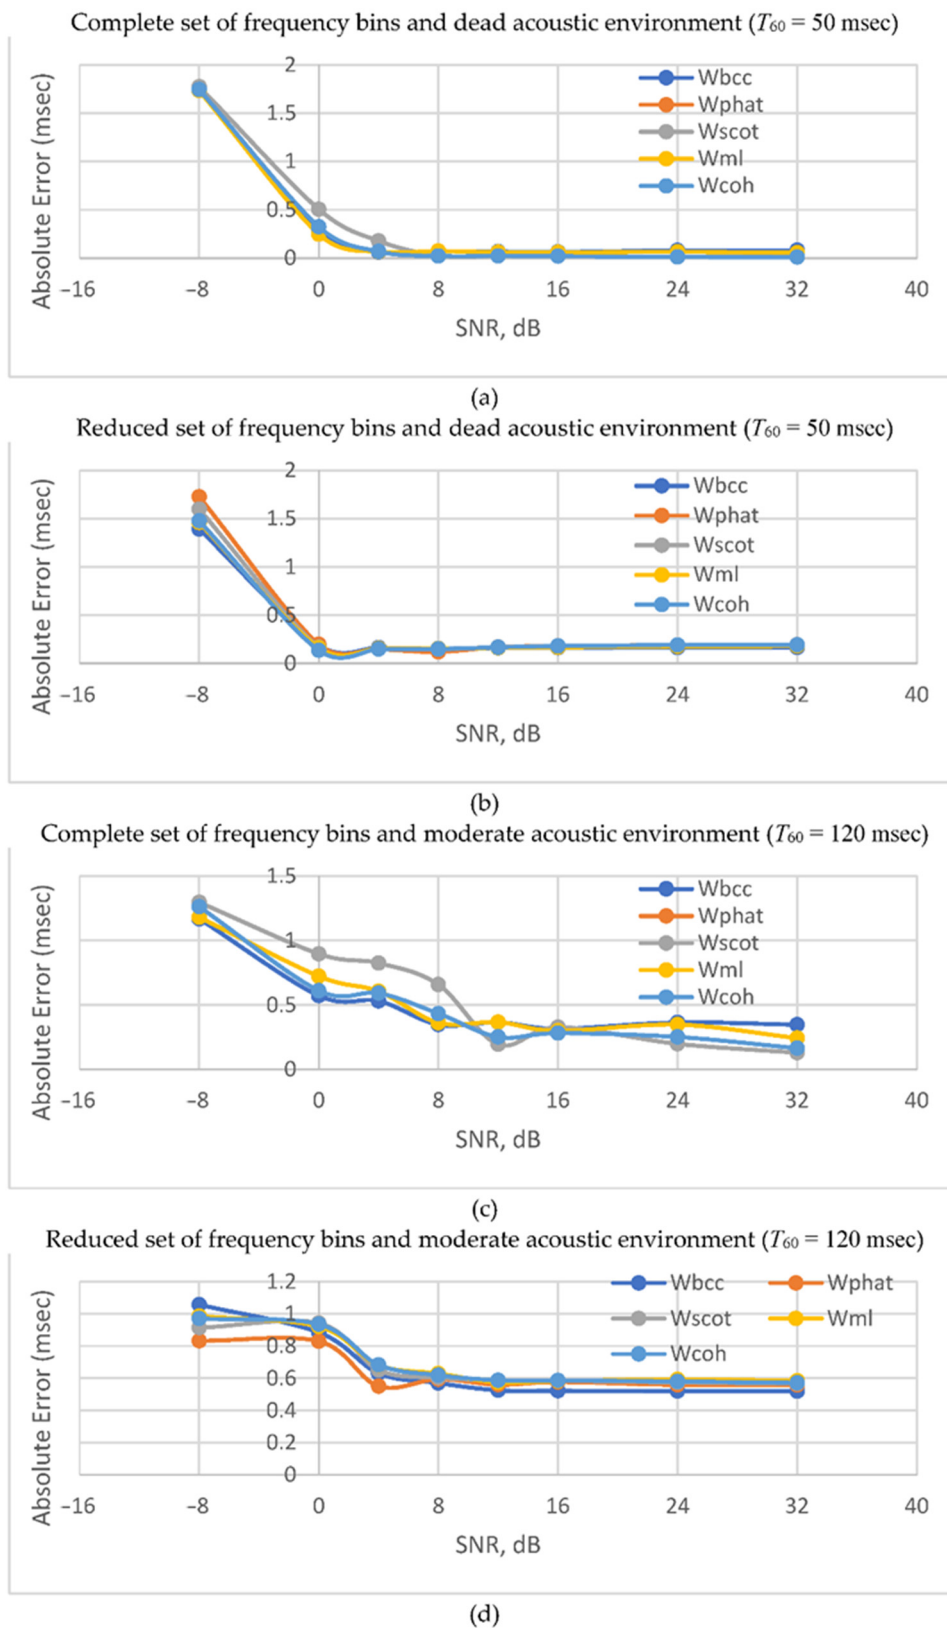 Complete set of frequency bins and dead acoustic environment (T60 = 50 msec)
Absolute Error (msec)
2
1.5
1
0.5
0
−16
−8
0
8
16
24
32
40
SNR, dB
Wbcc
Wphat
Wscot
Wml
Wcoh
(a)
Reduced set of frequency bins and dead acoustic environment (T60 = 50 msec)
Absolute Error (msec)
2
1.5
1
0.5
0
−16
−8
0
8
16
24
32
40
SNR, dB
Wbcc
Wphat
Wscot
Wml
Wcoh
(b)
Complete set of frequency bins and moderate acoustic environment (T60 = 120 msec)
Absolute Error (msec)
1.5
1
0.5
0
−16
−8
0
8
16
24
32
40
SNR, dB
Wbcc
Wphat
Wscot
Wml
Wcoh
(c)
Reduced set of frequency bins and moderate acoustic environment (T60 = 120 msec)
Absolute Error (msec)
1.2
1
0.8
0.6
0.4
0.2
0
−16
−8
0
8
16
24
32
40
SNR, dB
Wbcc
Wphat
Wscot
Wml
Wcoh
(d)